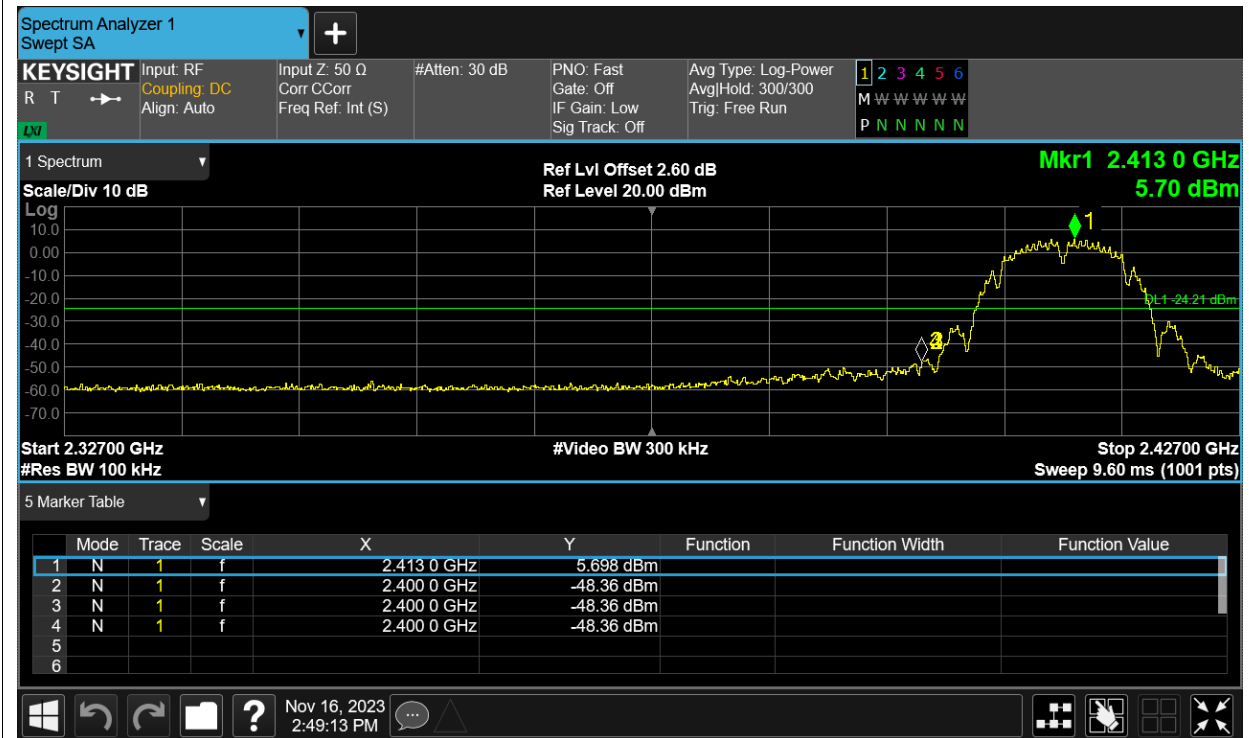 Spectrum Analyzer 1
Swept SA
+
KEYSIGHT Input: RF Input Z: 50 Ω #Atten: 30 dB PNO: Fast Avg Type: Log-Power 1 2 3 4 5 6
R T Coupling: DC Corr CCorr Gate: Off Avg|Hold: 300/300 M W W W W W
Align: Auto Freq Ref: Int (S) IF Gain: Low Trig: Free Run
LXI Sig Track: Off P N N N N N
1 Spectrum Ref Lvl Offset 2.60 dB Mkr1 2.413 0 GHz
Scale/Div 10 dB Ref Level 20.00 dBm 5.70 dBm
Log
1
10.0
0.00
-10.0
-20.0
DL1 -24.21 dBm
-30.0
-40.0
-50.0
-60.0
-70.0
Start 2.32700 GHz #Video BW 300 kHz Stop 2.42700 GHz
#Res BW 100 kHz Sweep 9.60 ms (1001 pts)
5 Marker Table
Mode Trace Scale X Y Function Function Width Function Value
1 N 1 f 2.413 0 GHz 5.698 dBm
2 N 1 f 2.400 0 GHz -48.36 dBm
3 N 1 f 2.400 0 GHz -48.36 dBm
4 N 1 f 2.400 0 GHz -48.36 dBm
5
6
? Nov 16, 2023
2:49:13 PM